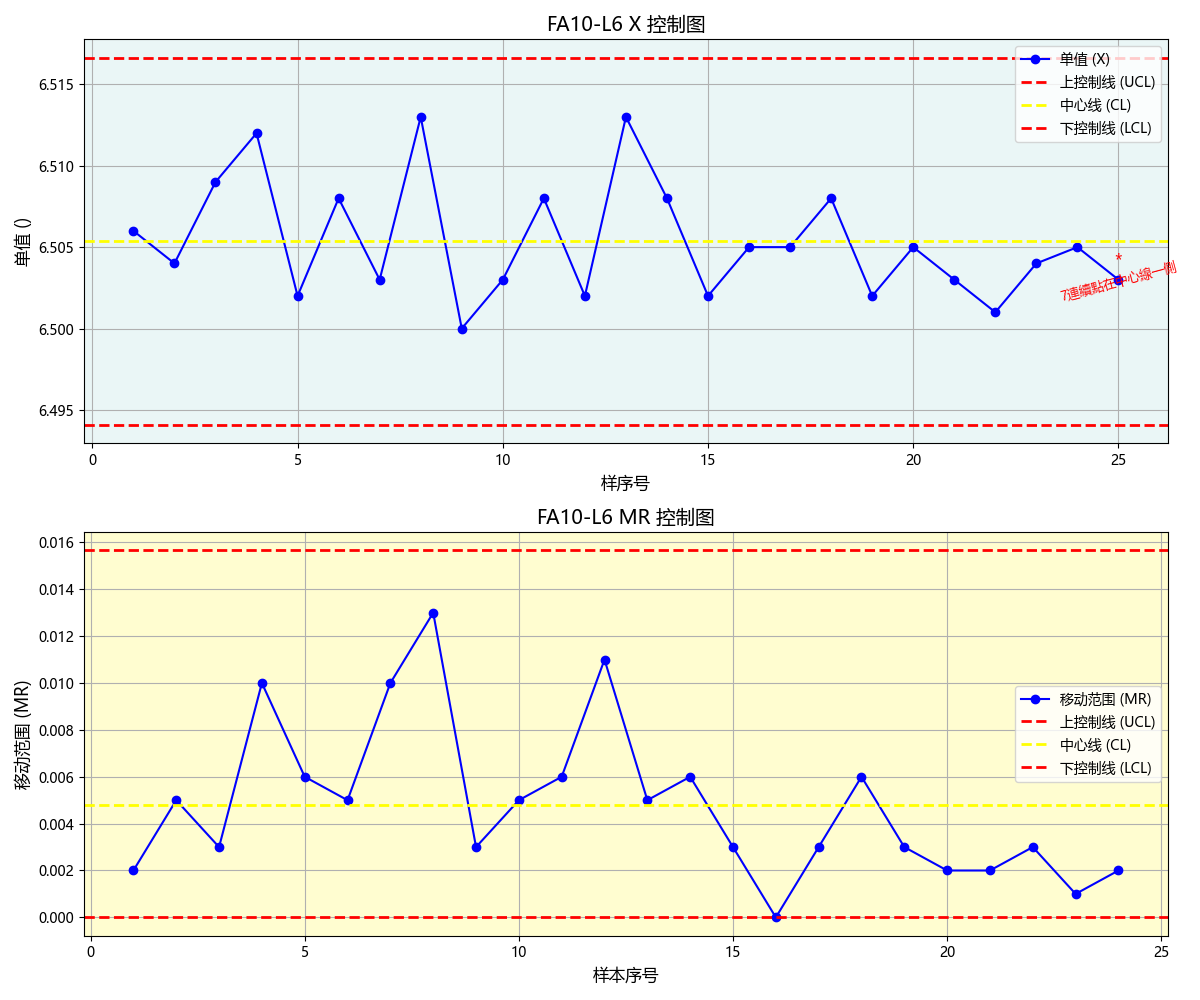 FA10-L6 X 控制图
单值 ()
6.515
6.510
6.505
6.500
6.495
单值 (X)
上控制线 (UCL)
中心线 (CL)
下控制线 (LCL)
*
7連續點在中心線一側
0
5
10
15
20
25
样序号
FA10-L6 MR 控制图
移动范围 (MR)
0.016
0.014
0.012
0.010
0.008
0.006
0.004
0.002
0.000
移动范围 (MR)
上控制线 (UCL)
中心线 (CL)
下控制线 (LCL)
0
5
10
15
20
25
样本序号